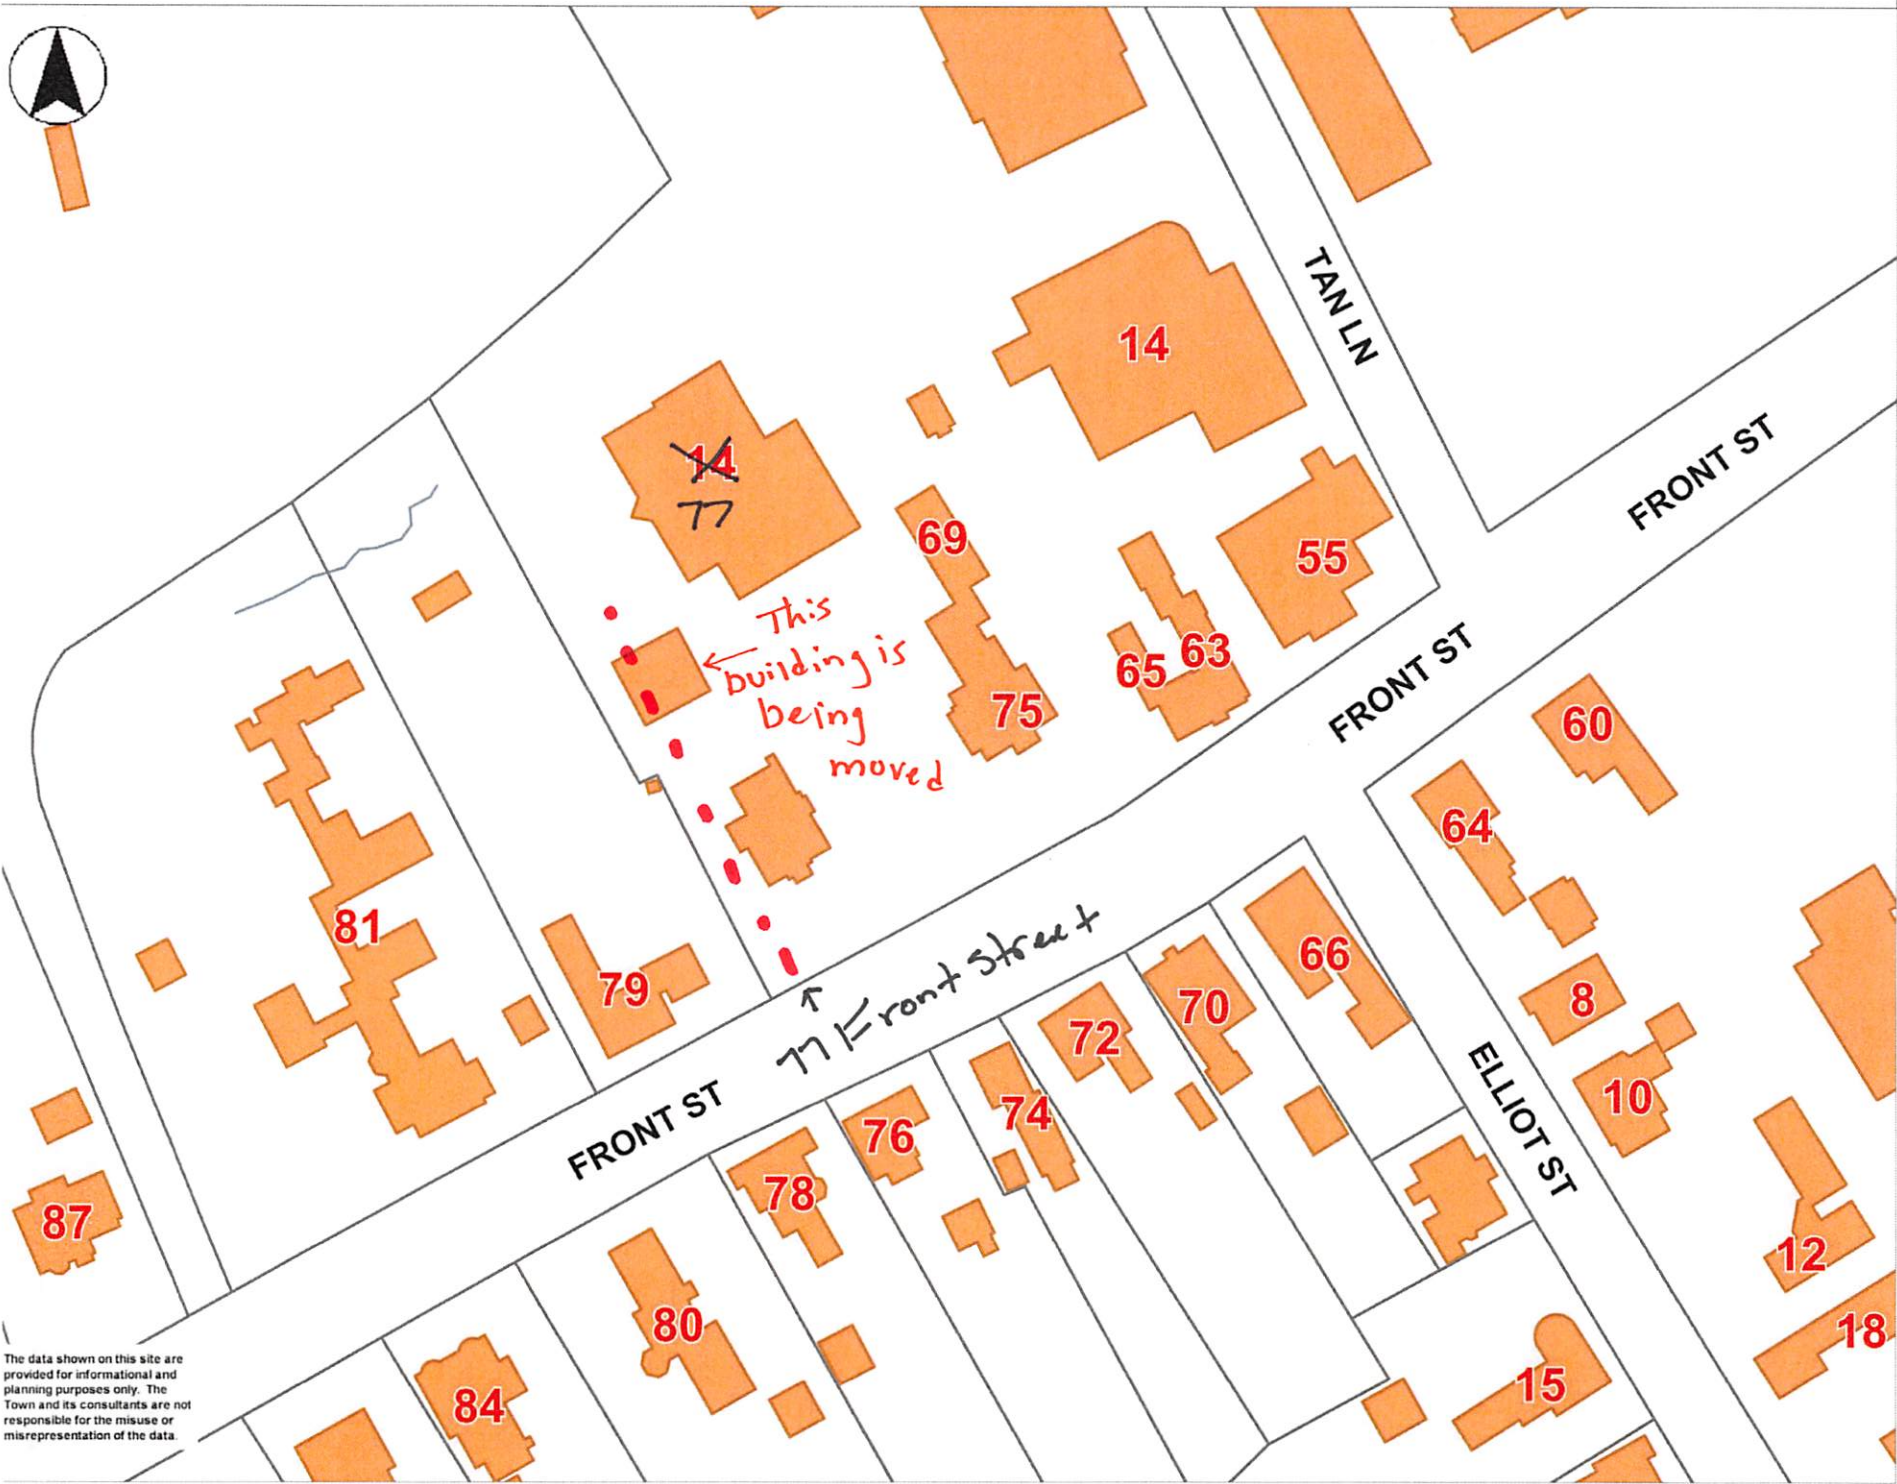 TAN LN
14
14
77
FRONT ST
69
55
This
building is
being
moved
65
63
75
FRONT ST
60
64
81
79
77 Front Street
66
8
70
72
10
ELLIOT ST
74
76
FRONT ST
78
87
12
80
18
15
84
The data shown on this site are
provided for informational and
planning purposes only. The
Town and its consultants are not
responsible for the misuse or
misrepresentation of the data.